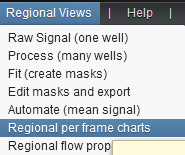 Regional Views | Help |
Raw Signal (one well)
Process (many wells)
Fit (create masks)
Edit masks and export
Automate (mean signal)
Regional per frame charts
Regional flow prop